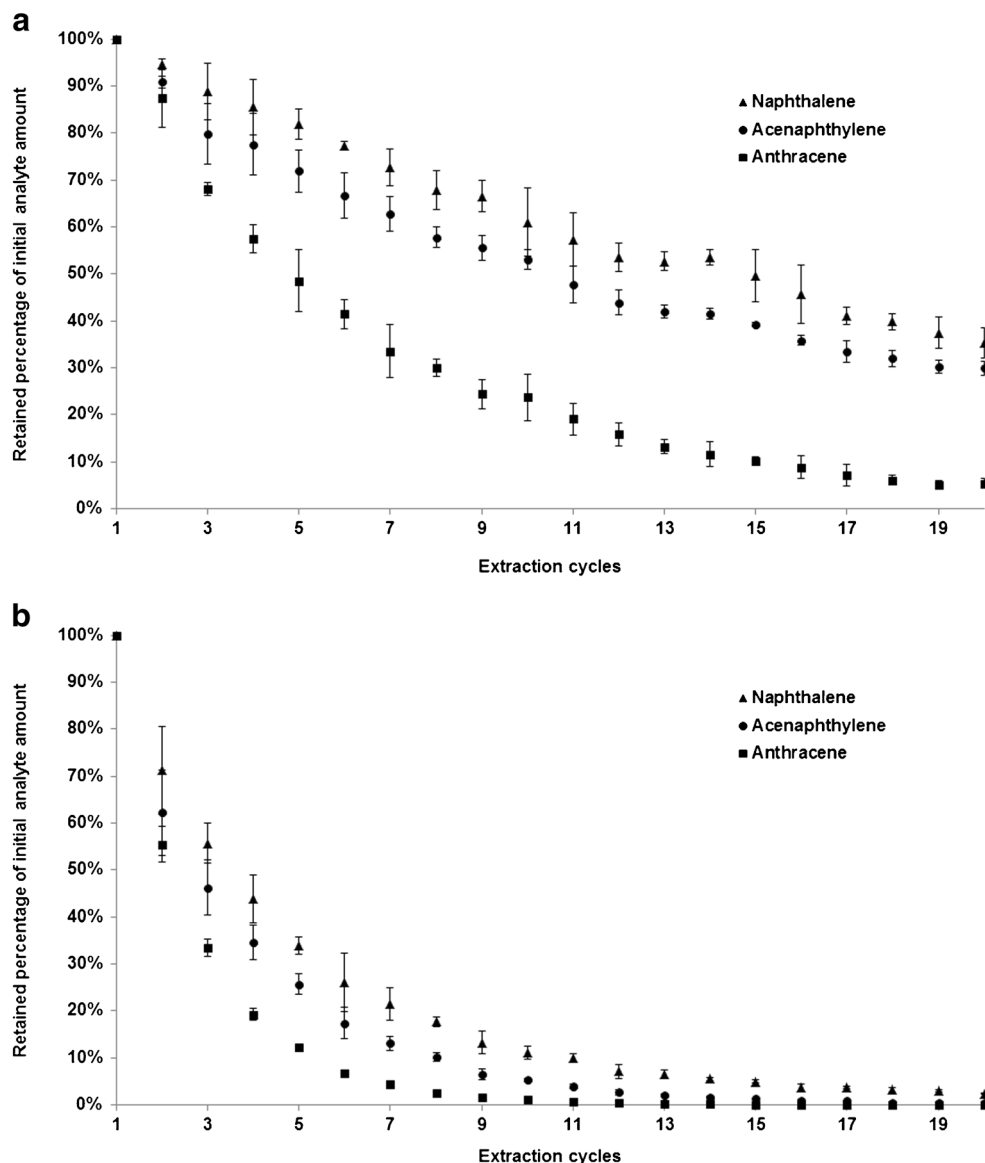 a
Retained percentage of initial analyte amount
100%
90%
80%
70%
60%
50%
40%
30%
20%
10%
0%
Naphthalene
Acenaphthylene
Anthracene
1 3 5 7 9 11 13 15 17 19
Extraction cycles
b
Retained percentage of initial analyte amount
100%
90%
80%
70%
60%
50%
40%
30%
20%
10%
0%
Naphthalene
Acenaphthylene
Anthracene
1 3 5 7 9 11 13 15 17 19
Extraction cycles